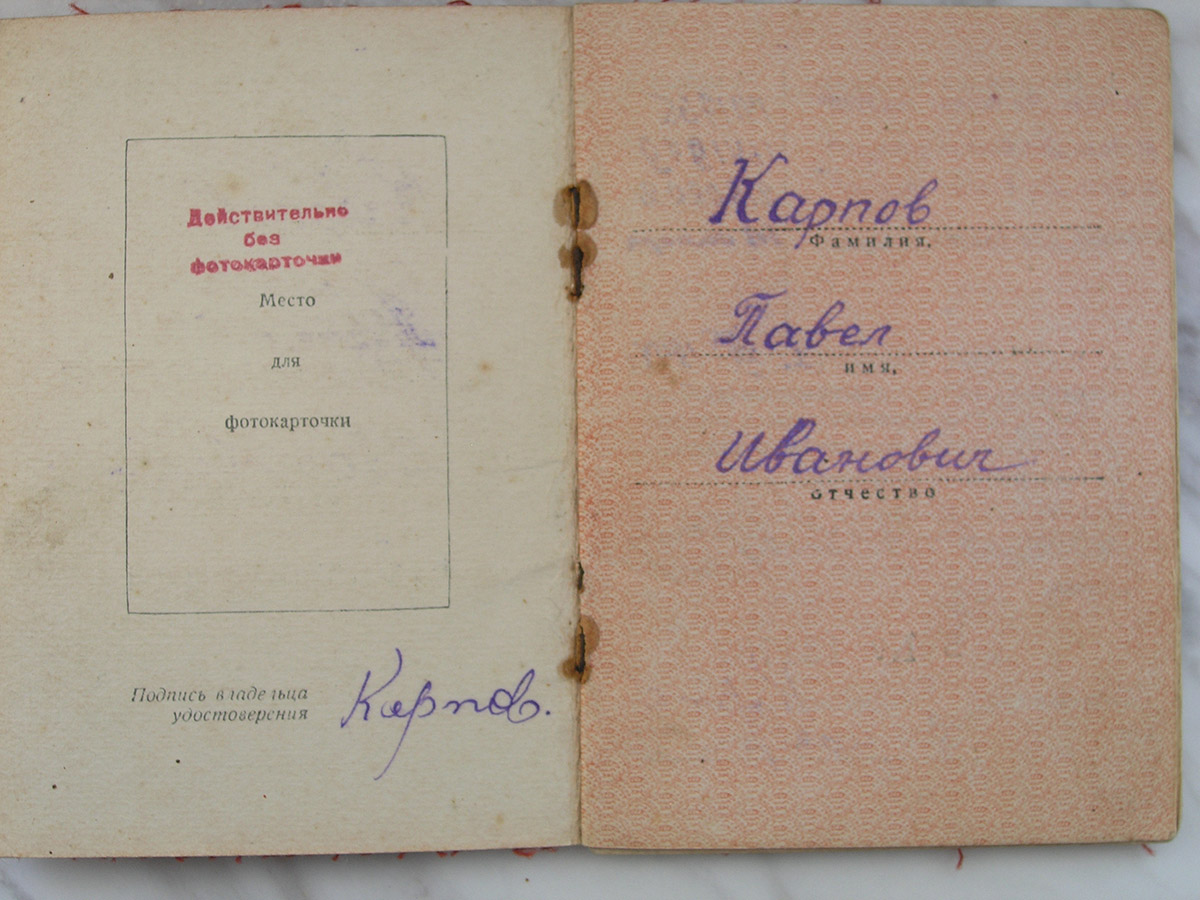 Действительно
без
фотокарточки
Место
для
фотокарточки
Подпись владельца
удостоверения
Карпов.
Карпов
Фамилия,
Павел
имя,
Иванович
отчество